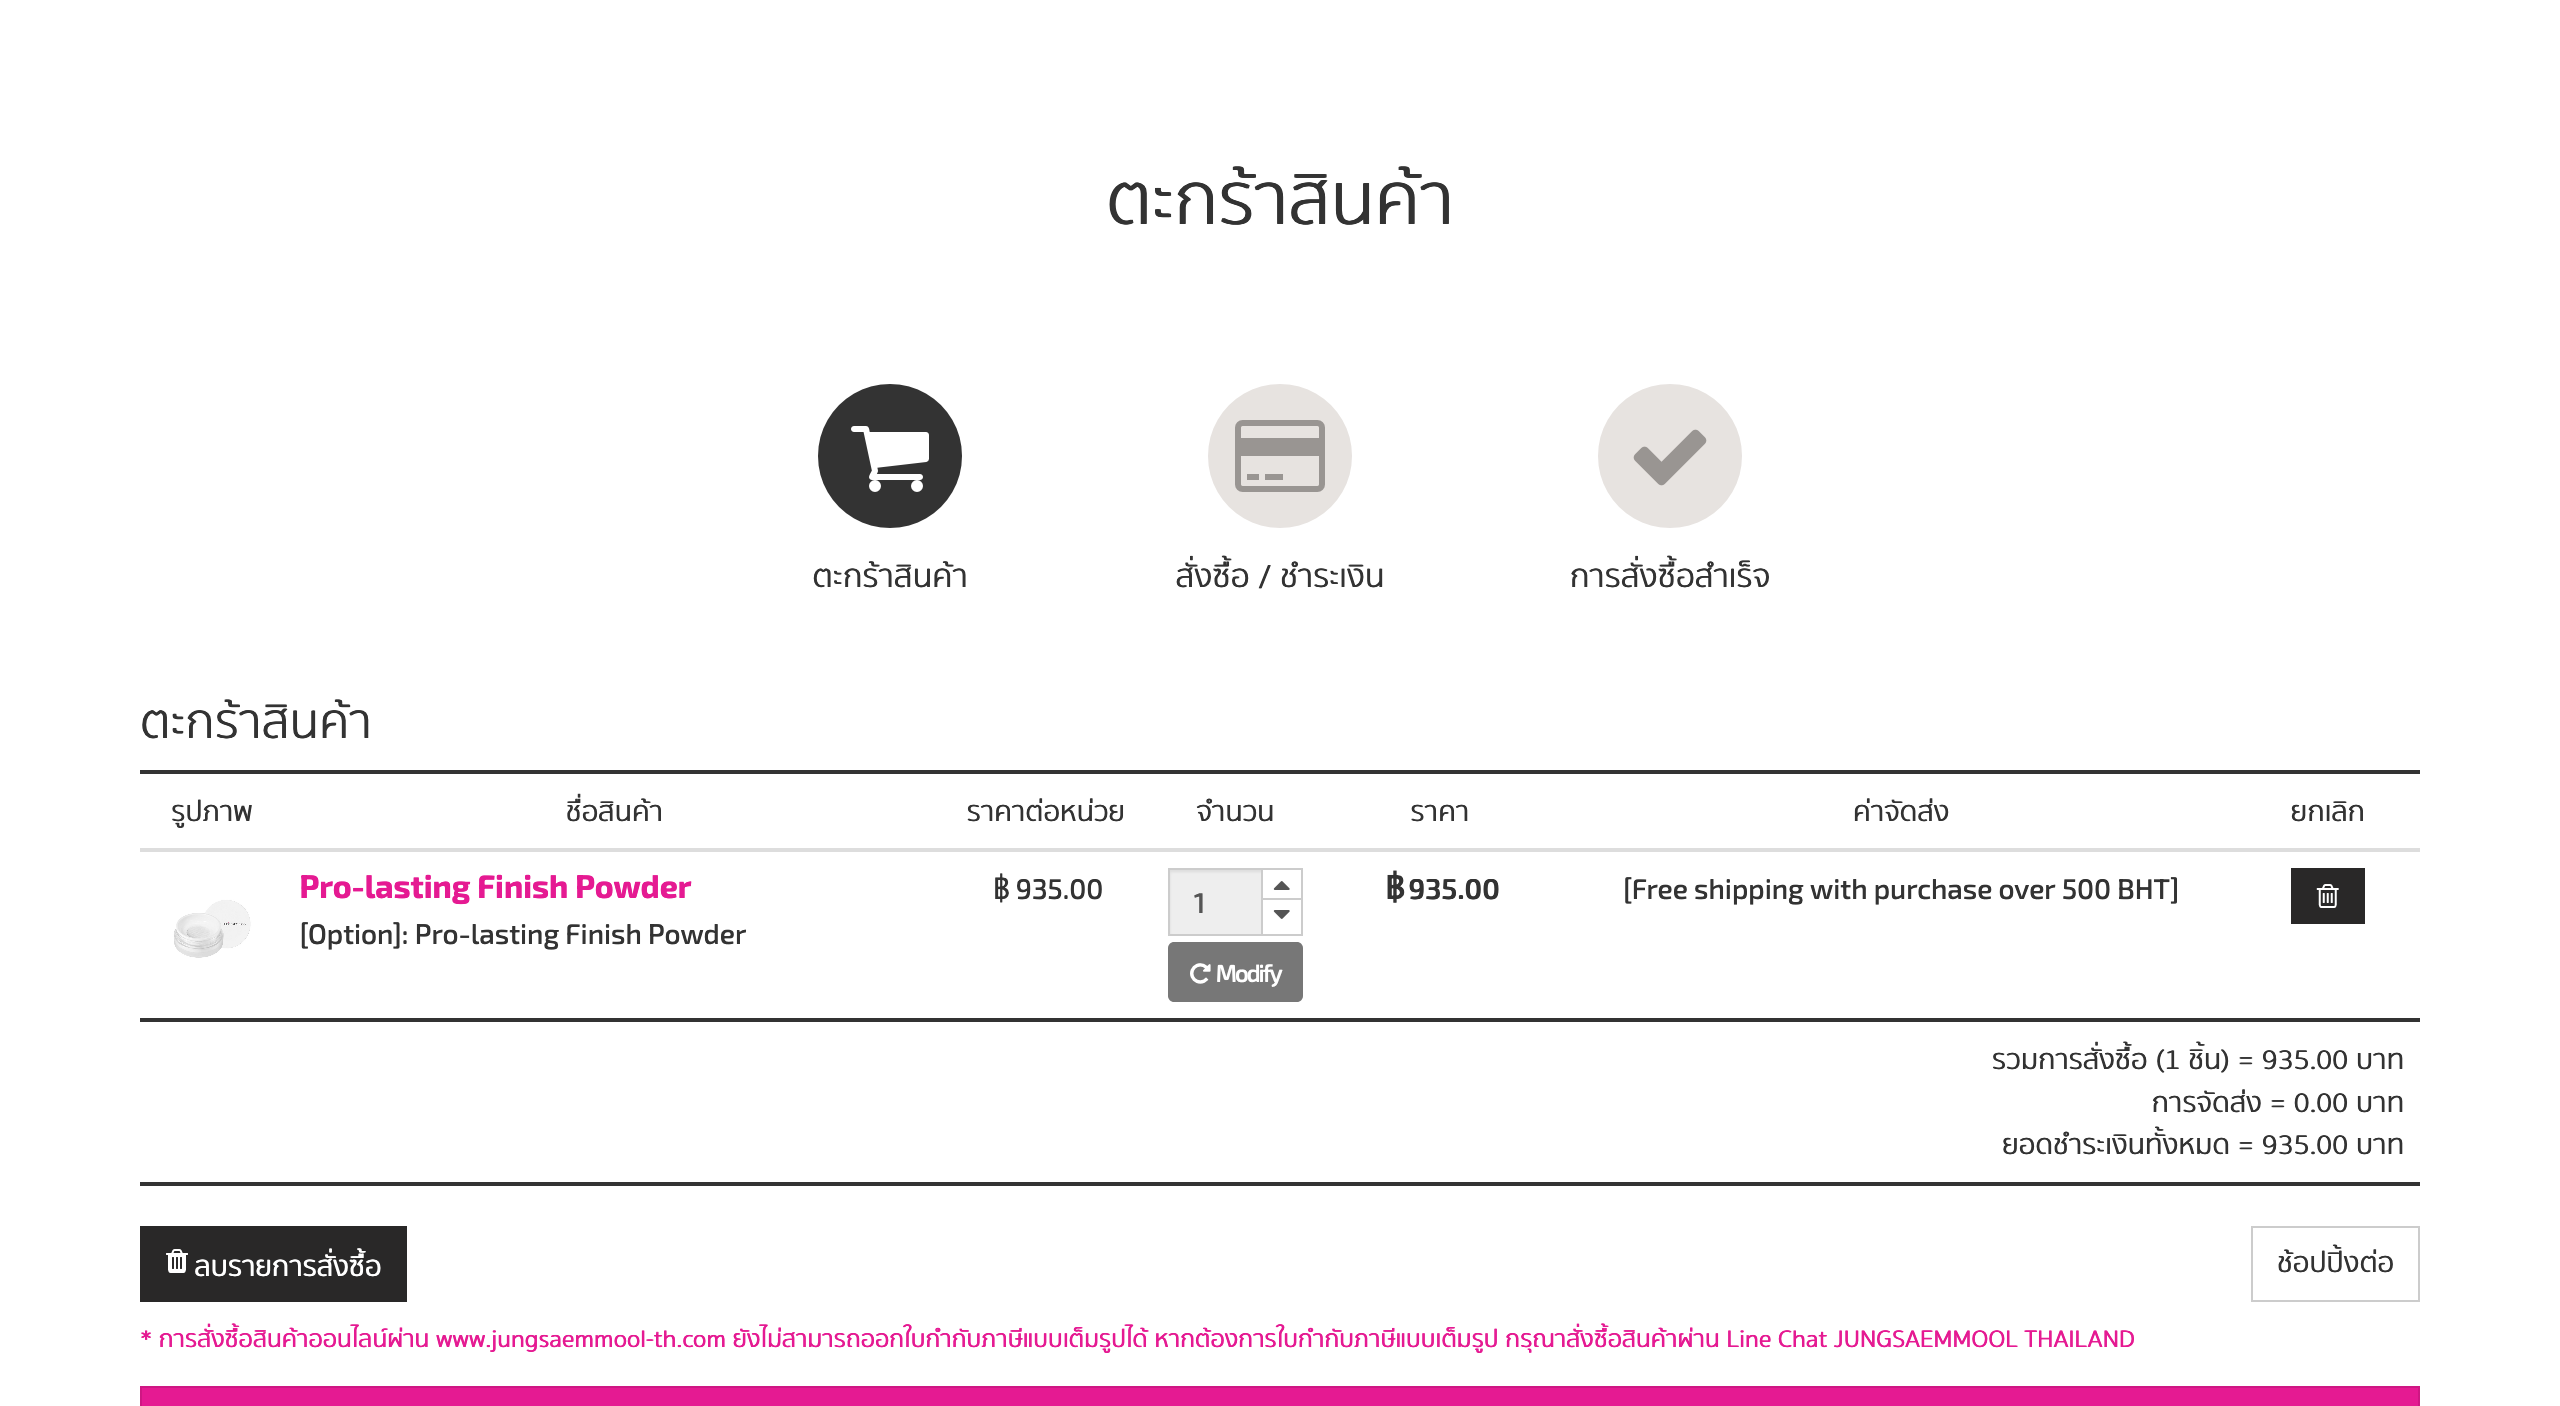 ตะกร้าสินค้า
ตะกร้าสินค้า
สั่งซื้อ / ชำระเงิน
การสั่งซื้อสำเร็จ
ตะกร้าสินค้า
รูปภาพ ชื่อสินค้า ราคาต่อหน่วย จำนวน ราคา ค่าจัดส่ง ยกเลิก
Pro-lasting Finish Powder ฿ 935.00 1 ฿ 935.00 [Free shipping with purchase over 500 BHT]
[Option]: Pro-lasting Finish Powder
Modify
รวมการสั่งซื้อ (1 ชิ้น) = 935.00 บาท
การจัดส่ง = 0.00 บาท
ยอดชำระเงินทั้งหมด = 935.00 บาท
ลบรายการสั่งซื้อ ช้อปปิ้งต่อ
* การสั่งซื้อสินค้าออนไลน์ผ่าน www.jungsaemmool-th.com ยังไม่สามารถออกใบกำกับภาษีแบบเต็มรูปได้ หากต้องการใบกำกับภาษีแบบเต็มรูป กรุณาสั่งซื้อสินค้าผ่าน Line Chat JUNGSAEMMOOL THAILAND